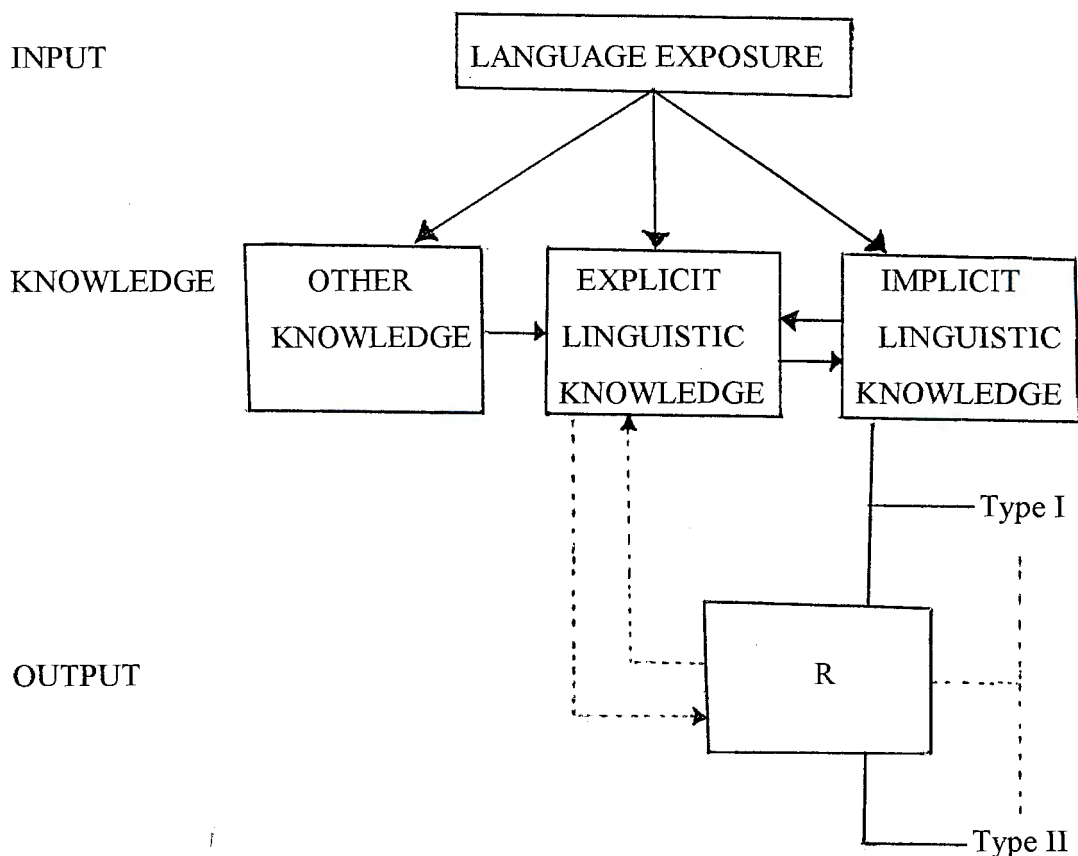 INPUT
LANGUAGE EXPOSURE
KNOWLEDGE
OTHER
KNOWLEDGE
EXPLICIT
LINGUISTIC
KNOWLEDGE
IMPLICIT
LINGUISTIC
KNOWLEDGE
Type I
OUTPUT
R
Type II